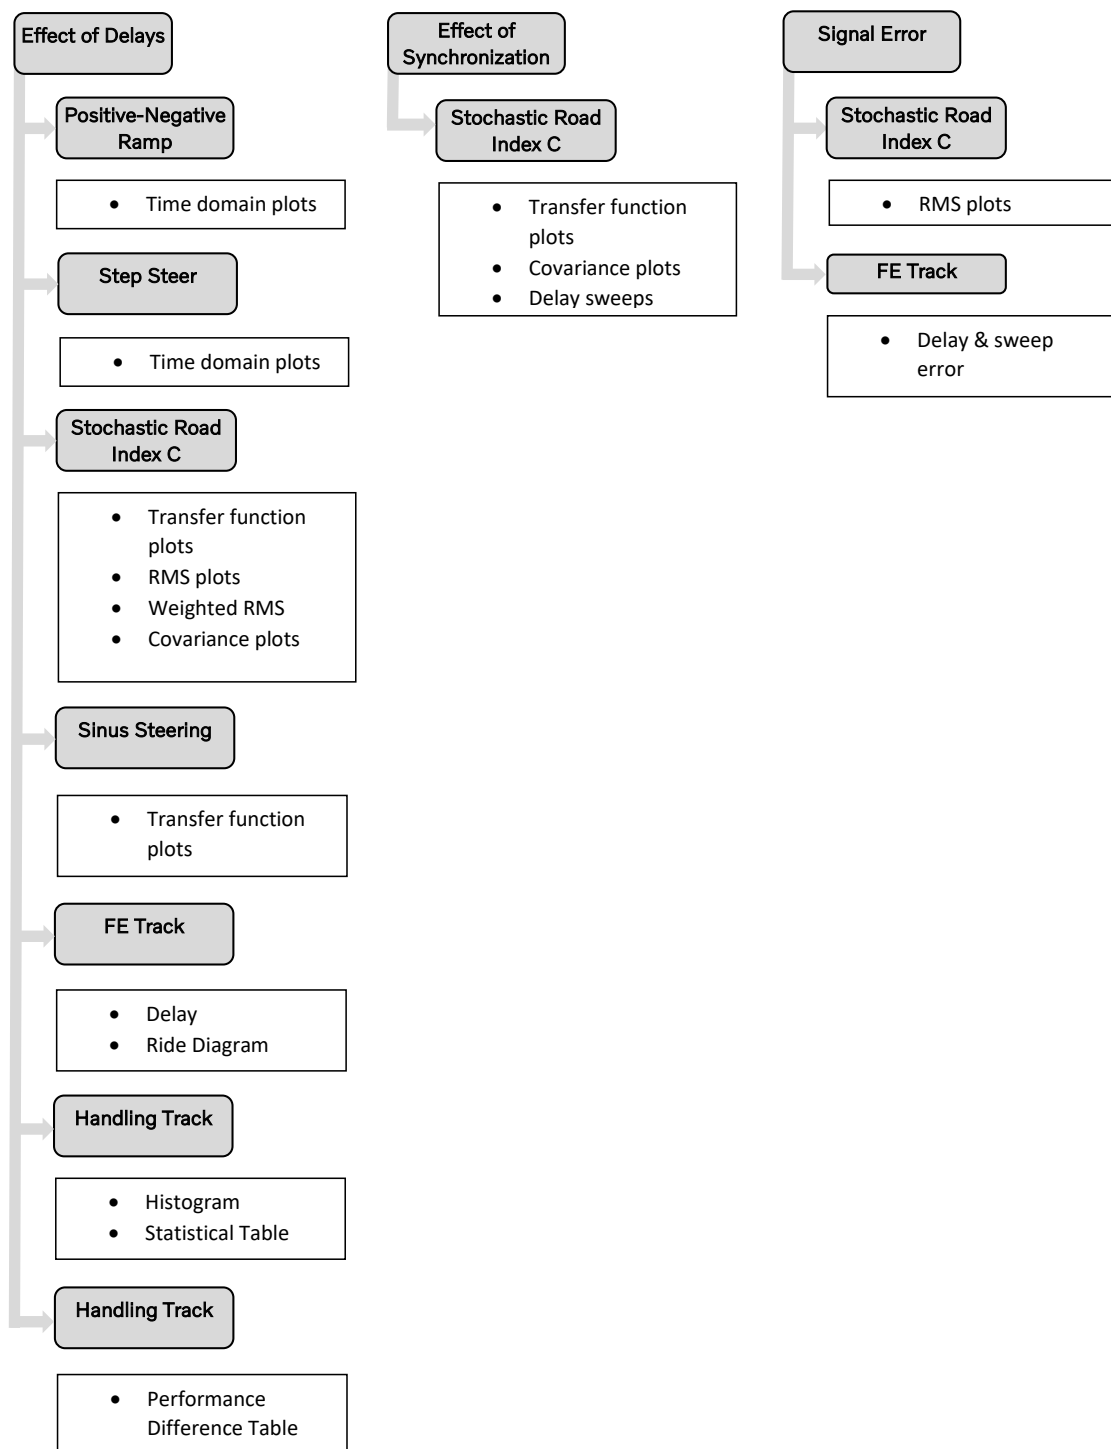 Effect of Delays
Positive-Negative
Ramp
• Time domain plots
Step Steer
• Time domain plots
Stochastic Road
Index C
• Transfer function
plots
• RMS plots
• Weighted RMS
• Covariance plots
Sinus Steering
• Transfer function
plots
FE Track
• Delay
• Ride Diagram
Handling Track
• Histogram
• Statistical Table
Handling Track
• Performance
Difference Table
Effect of
Synchronization
Stochastic Road
Index C
• Transfer function
plots
• Covariance plots
• Delay sweeps
Signal Error
Stochastic Road
Index C
• RMS plots
FE Track
• Delay & sweep
error